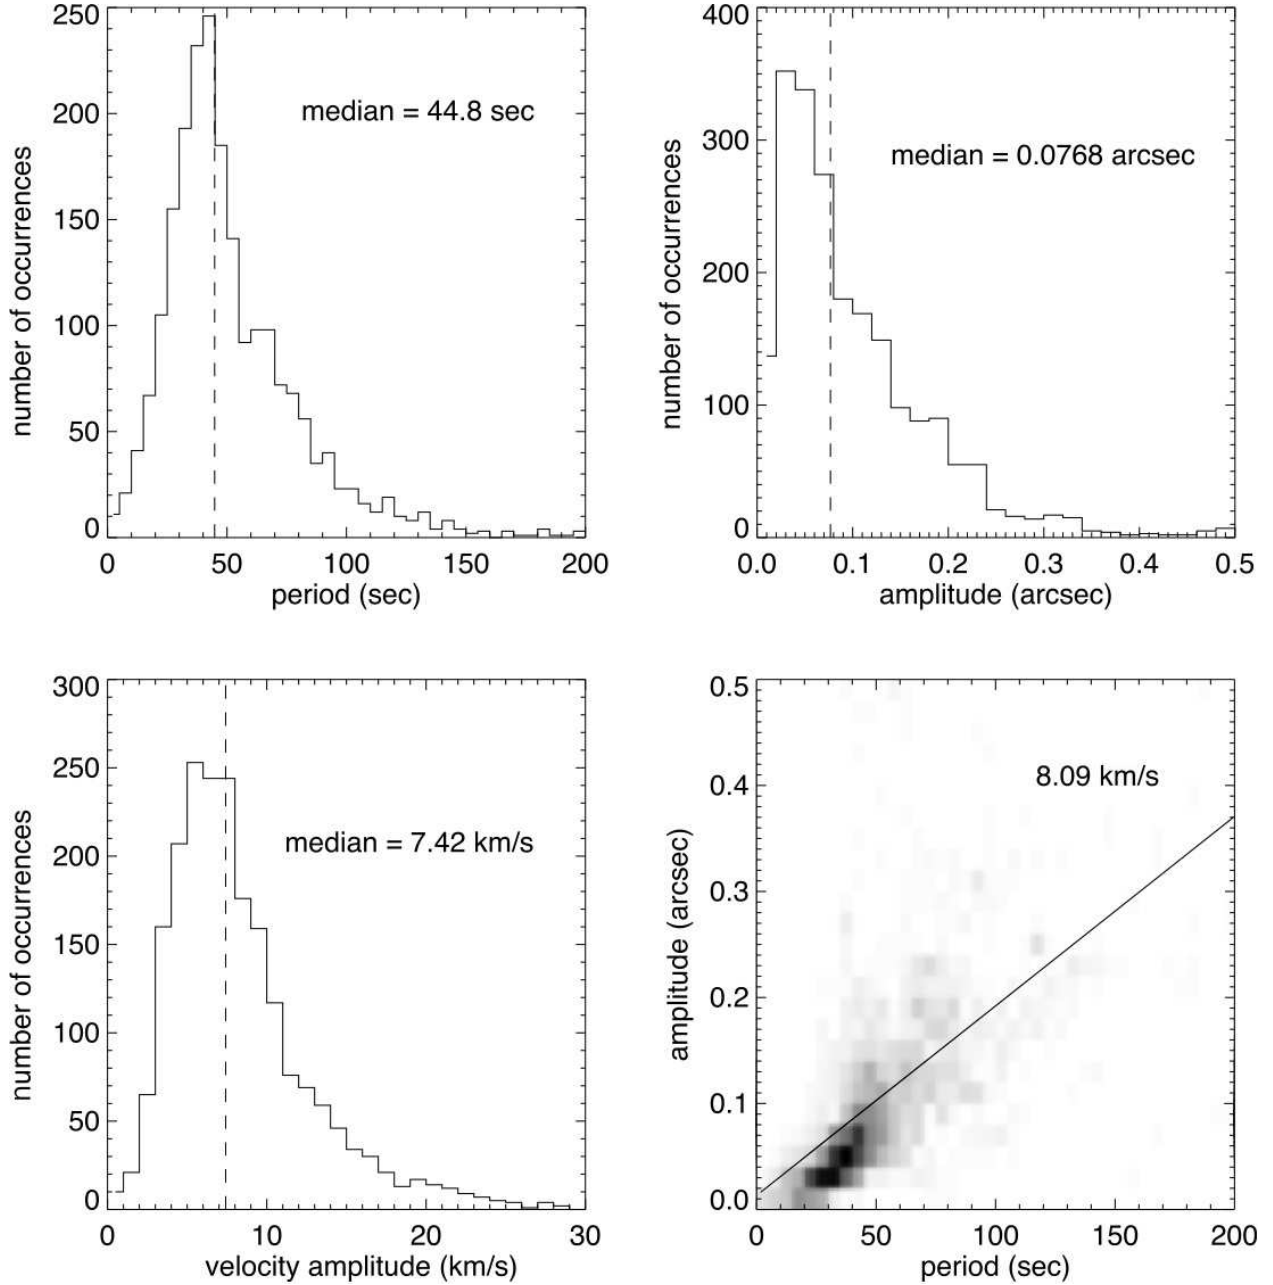 250
200
150
100
50
0
number of occurrences
median = 44.8 sec
0 50 100 150 200
period (sec)
400
300
200
100
0
number of occurrences
median = 0.0768 arcsec
0.0 0.1 0.2 0.3 0.4 0.5
amplitude (arcsec)
300
250
200
150
100
50
0
number of occurrences
median = 7.42 km/s
0 10 20 30
velocity amplitude (km/s)
0.5
0.4
0.3
0.2
0.1
0.0
amplitude (arcsec)
8.09 km/s
0 50 100 150 200
period (sec)